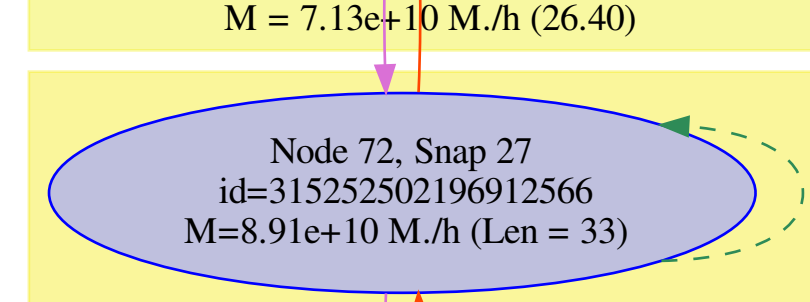 M = 7.13e+10 M./h (26.40)
Node 72, Snap 27
id=315252502196912566
M=8.91e+10 M./h (Len = 33)